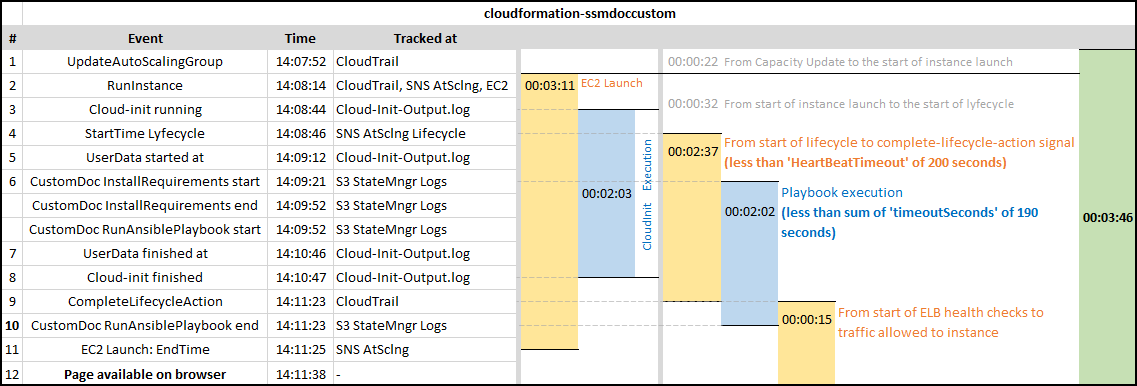 cloudformation-ssmdoccustom
# Event Time Tracked at
1 UpdateAutoScalingGroup 14:07:52 CloudTrail
00:00:22 From Capacity Update to the start of instance launch
2 RunInstance 14:08:14 CloudTrail, SNS AtSclng, EC2
00:03:11 EC2 Launch
3 Cloud-init running 14:08:44 Cloud-Init-Output.log
00:00:32 From start of instance launch to the start of lyfecycle
4 StartTime Lyfecycle 14:08:46 SNS AtSclng Lifecycle
From start of lifecycle to complete-lifecycle-action signal
5 UserData started at 14:09:12 Cloud-Init-Output.log
00:02:37
(less than 'HeartBeatTimeout' of 200 seconds)
6 CustomDoc InstallRequirements start 14:09:21 S3 StateMngr Logs
00:02:03
CloudInit Execution
Playbook execution
CustomDoc InstallRequirements end 14:09:52 S3 StateMngr Logs
00:02:02
(less than sum of 'timeoutSeconds' of 190
seconds)
00:03:46
CustomDoc RunAnsiblePlaybook start 14:09:52 S3 StateMngr Logs
7 UserData finished at 14:10:46 Cloud-Init-Output.log
8 Cloud-init finished 14:10:47 Cloud-Init-Output.log
9 CompleteLifecycleAction 14:11:23 CloudTrail
From start of ELB health checks to
10 CustomDoc RunAnsiblePlaybook end 14:11:23 S3 StateMngr Logs
00:00:15
traffic allowed to instance
11 EC2 Launch: EndTime 14:11:25 SNS AtSclng
12 Page available on browser 14:11:38 -